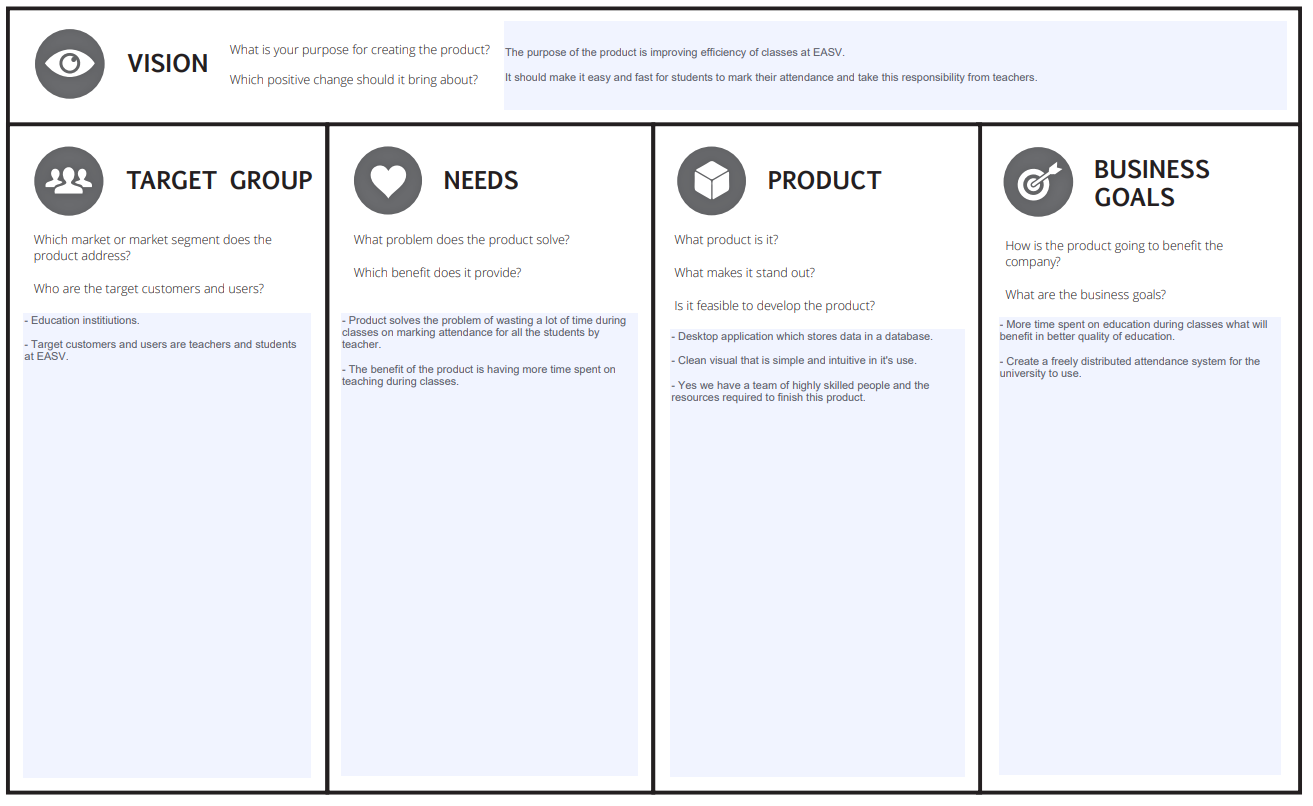 VISION
What is your purpose for creating the product?
Which positive change should it bring about?
The purpose of the product is improving efficiency of classes at EASV.
It should make it easy and fast for students to mark their attendance and take this responsibility from teachers.
TARGET GROUP
Which market or market segment does the
product address?
Who are the target customers and users?
- Education institiutions.
- Target customers and users are teachers and students
at EASV.
NEEDS
What problem does the product solve?
Which benefit does it provide?
- Product solves the problem of wasting a lot of time during
classes on marking attendance for all the students by
teacher.
- The benefit of the product is having more time spent on
teaching during classes.
PRODUCT
What product is it?
What makes it stand out?
Is it feasible to develop the product?
- Desktop application which stores data in a database.
- Clean visual that is simple and intuitive in it's use.
- Yes we have a team of highly skilled people and the
resources required to finish this product.
BUSINESS
GOALS
How is the product going to benefit the
company?
What are the business goals?
- More time spent on education during classes what will
benefit in better quality of education.
- Create a freely distributed attendance system for the
university to use.